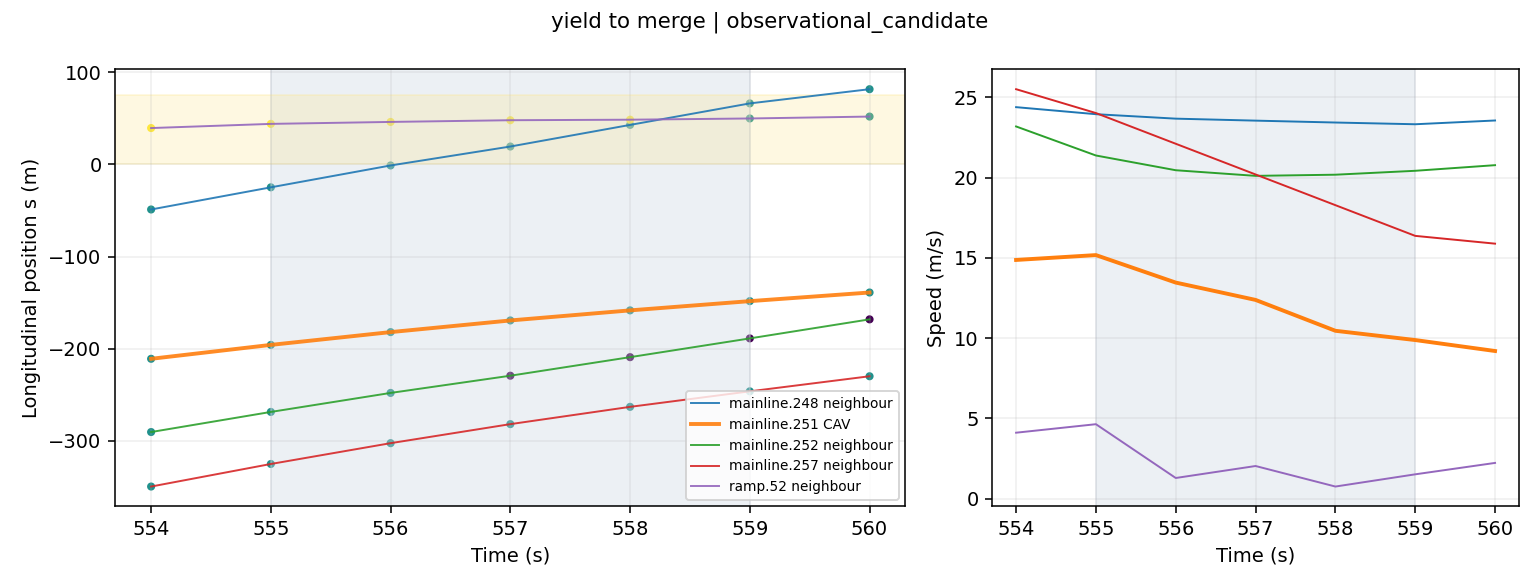 yield to merge | observational_candidate
Longitudinal position s (m)
100
0
−100
−200
−300
554
555
556
557
558
559
560
Time (s)
mainline.248 neighbour
mainline.251 CAV
mainline.252 neighbour
mainline.257 neighbour
ramp.52 neighbour
Speed (m/s)
25
20
15
10
5
0
554
555
556
557
558
559
560
Time (s)